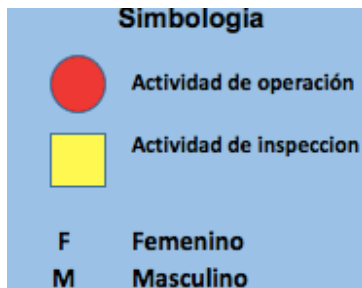 Simbologia
Actividad de operación
Actividad de inspeccion
F Femenino
M Masculino